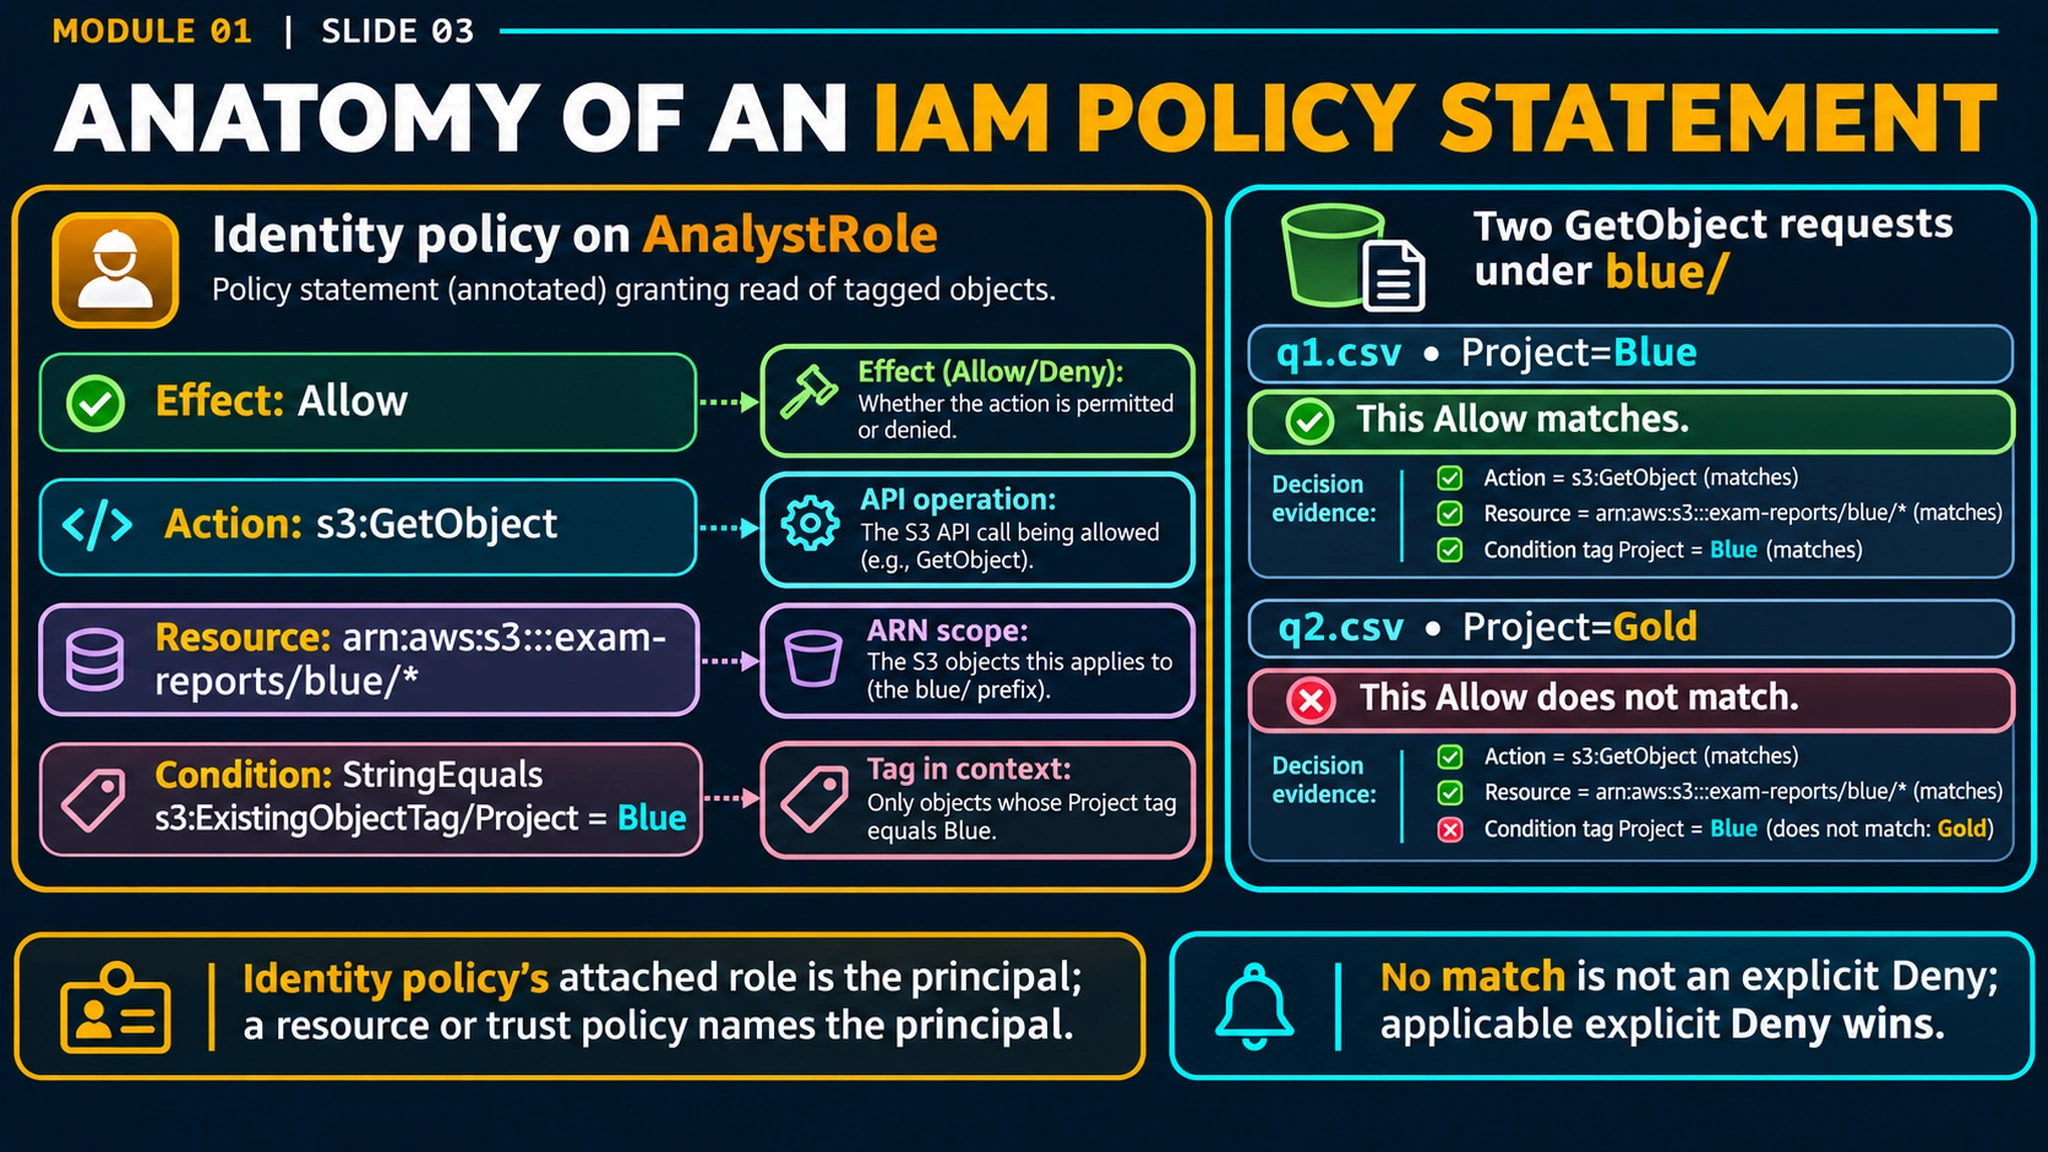 MODULE 01 | SLIDE 03
ANATOMY OF AN IAM POLICY STATEMENT
Identity policy on AnalystRole
Policy statement (annotated) granting read of tagged objects.
Effect: Allow
Effect (Allow/Deny):
Whether the action is permitted
or denied.
</> Action: s3:GetObject
API operation:
The S3 API call being allowed
(e.g., GetObject).
Resource: arn:aws:s3:::exam-
reports/blue/*
ARN scope:
The S3 objects this applies to
(the blue/ prefix).
Condition: StringEquals
s3:ExistingObjectTag/Project = Blue
Tag in context:
Only objects whose Project tag
equals Blue.
Two GetObject requests
under blue/
q1.csv • Project=Blue
This Allow matches.
Decision
evidence:
Action = s3:GetObject (matches)
Resource = arn:aws:s3:::exam-reports/blue/* (matches)
Condition tag Project = Blue (matches)
q2.csv • Project=Gold
This Allow does not match.
Decision
evidence:
Action = s3:GetObject (matches)
Resource = arn:aws:s3:::exam-reports/blue/* (matches)
Condition tag Project = Blue (does not match: Gold)
Identity policy’s attached role is the principal;
a resource or trust policy names the principal.
No match is not an explicit Deny;
applicable explicit Deny wins.